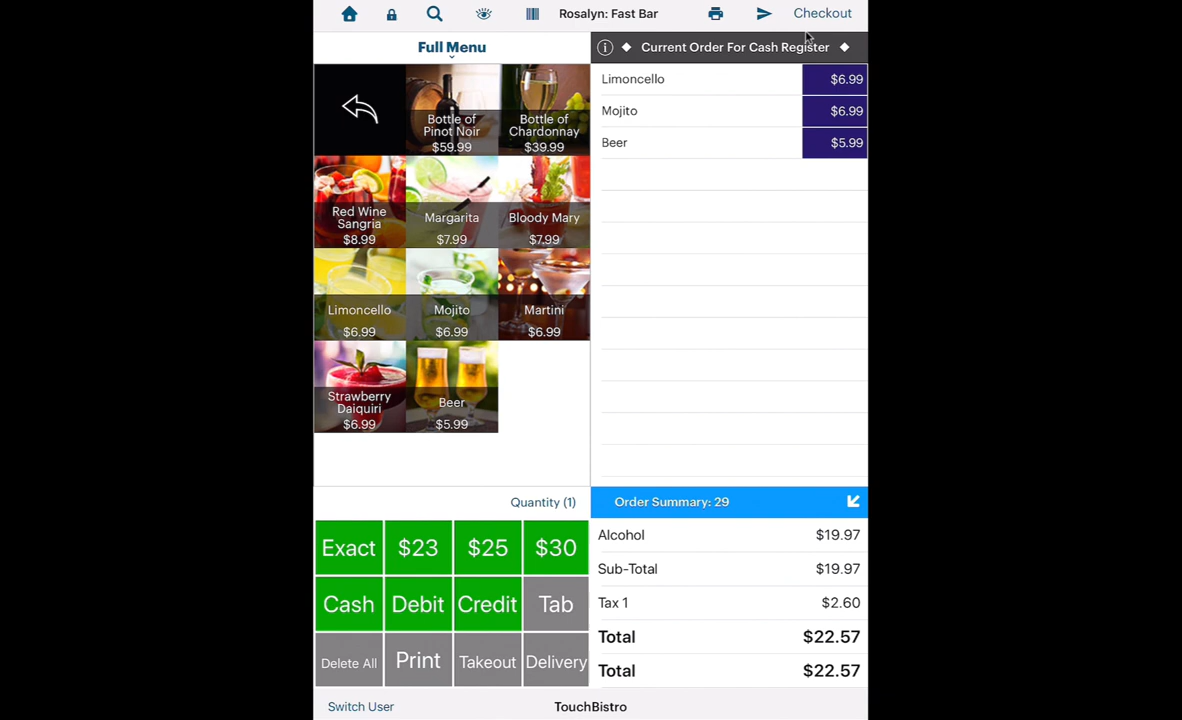 Rosalyn: Fast Bar
Checkout
Full Menu
Current Order For Cash Register
Bottle of
Pinot Noir
$59.99
Bottle of
Chardonnay
$39.99
Red Wine
Sangria
$8.99
Margarita
$7.99
Bloody Mary
$7.99
Limoncello
$6.99
Mojito
$6.99
Martini
$6.99
Strawberry
Daiquiri
$6.99
Beer
$5.99
Limoncello $6.99
Mojito $6.99
Beer $5.99
Quantity (1)
Exact $23 $25 $30
Cash Debit Credit Tab
Delete All Print Takeout Delivery
Order Summary: 29
Alcohol $19.97
Sub-Total $19.97
Tax 1 $2.60
Total $22.57
Total $22.57
Switch User
TouchBistro